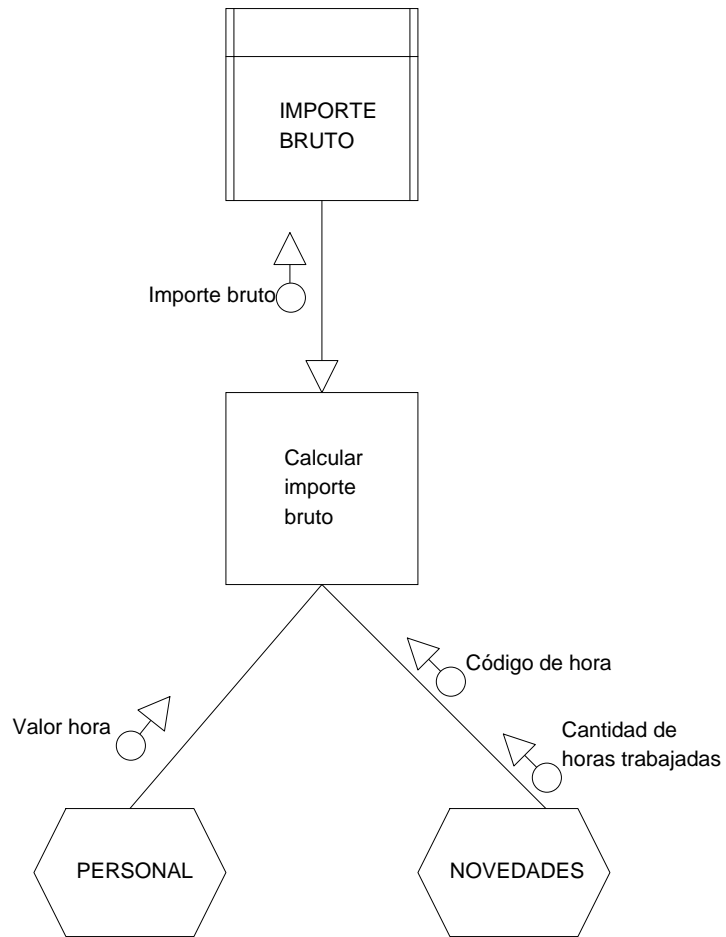 IMPORTE
BRUTO
Importe bruto
Calcular
importe
bruto
Código de hora
Valor hora
Cantidad de
horas trabajadas
PERSONAL
NOVEDADES